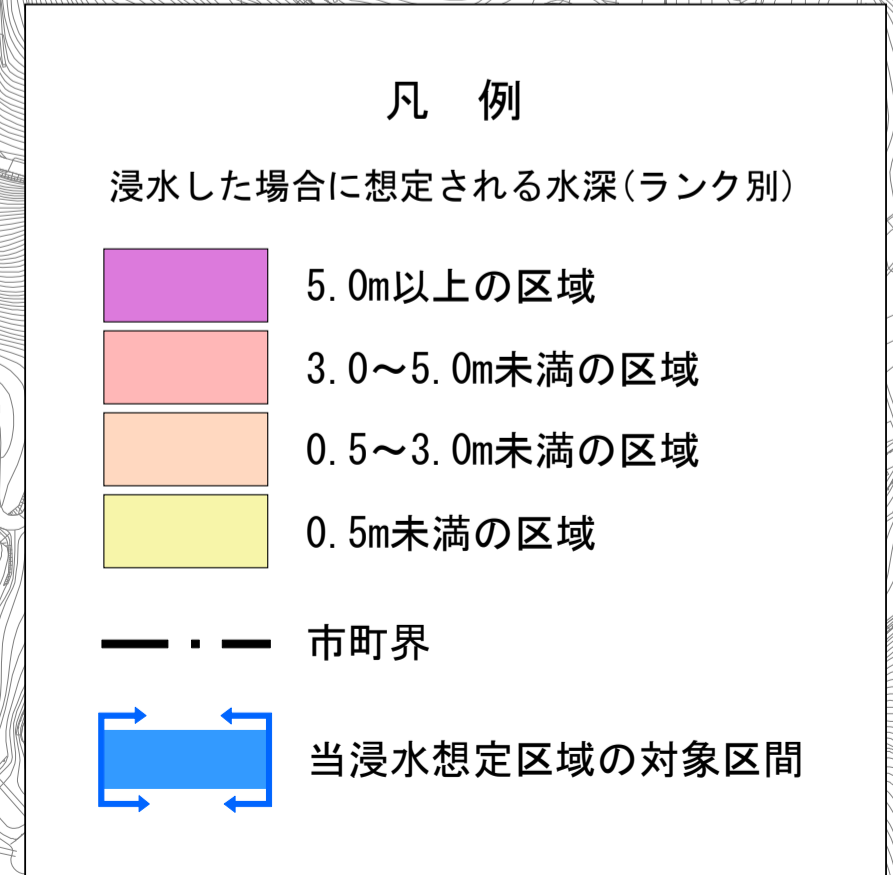 凡　例
浸水した場合に想定される水深(ランク別)
5.0m以上の区域
3.0～5.0m未満の区域
0.5～3.0m未満の区域
0.5m未満の区域
市町界
当浸水想定区域の対象区間